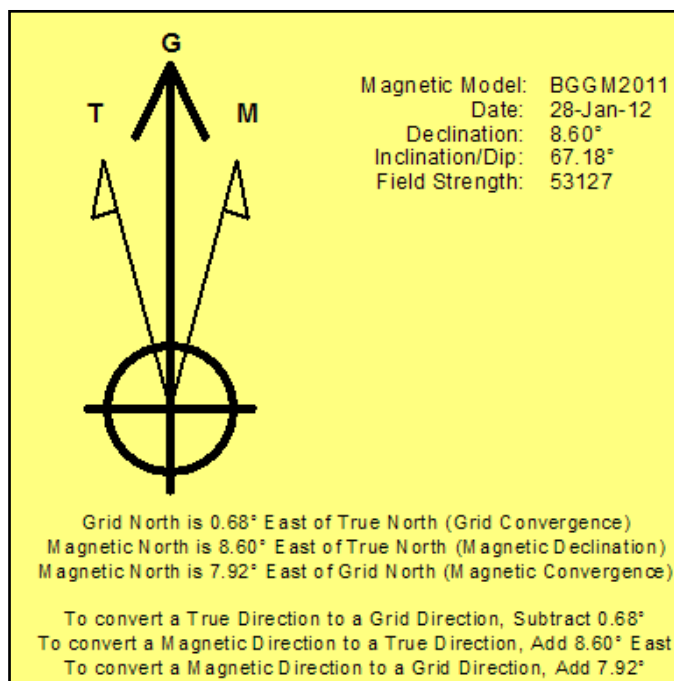 G
T
M
Magnetic Model: BGGM2011
Date: 28-Jan-12
Declination: 8.60°
Inclination/Dip: 67.18°
Field Strength: 53127
Grid North is 0.68° East of True North (Grid Convergence)
Magnetic North is 8.60° East of True North (Magnetic Declination)
Magnetic North is 7.92° East of Grid North (Magnetic Convergence)
To convert a True Direction to a Grid Direction, Subtract 0.68°
To convert a Magnetic Direction to a True Direction, Add 8.60° East
To convert a Magnetic Direction to a Grid Direction, Add 7.92°